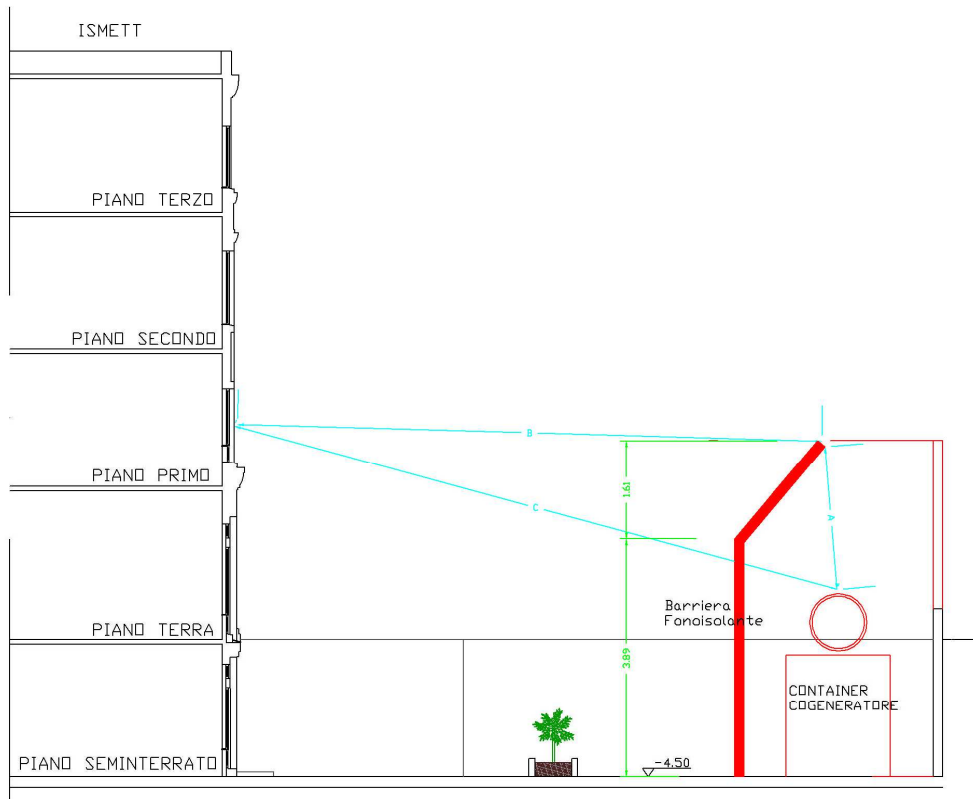 ISMETT
PIANO TERZO
PIANO SECONDO
PIANO PRIMO
PIANO TERRA
PIANO SEMINTERRATO
B
C
A
1.61
3.89
Barriera
Fonoisolante
CONTAINER
COGENERATORE
-4.50